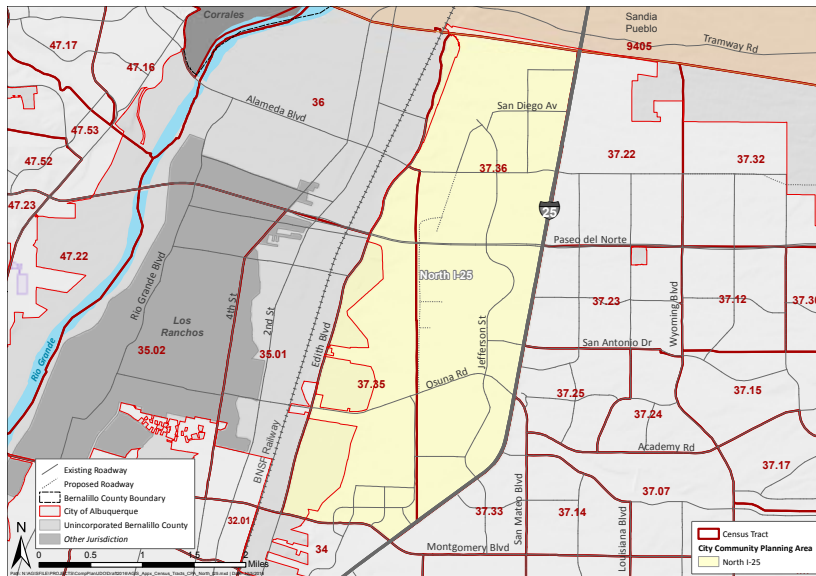 Corrales
Sandia
Pueblo
9405
Tramway Rd
47.17
47.16
36
Alameda Blvd
San Diego Av
47.53
47.52
37.36
37.22
37.32
47.23
25
47.22
Paseo del Norte
North I-25
Rio Grande Blvd
4th St
2nd St
Los
Ranchos
Rio Grande
35.02
35.01
Edith Blvd
37.35
Osuna Rd
Jefferson St
37.23
Wyoming Blvd
37.12
San Antonio Dr
37.25
37.24
37.15
Academy Rd
37.17
BNSF Railway
32.01
34
37.33
San Mateo Blvd
37.14
Louisiana Blvd
37.07
Montgomery Blvd
Existing Roadway
Proposed Roadway
Bernalillo County Boundary
City of Albuquerque
Unincorporated Bernalillo County
Other Jurisdiction
N
0 0.5 1 1.5 2
Miles
Census Tract
City Community Planning Area
North I-25